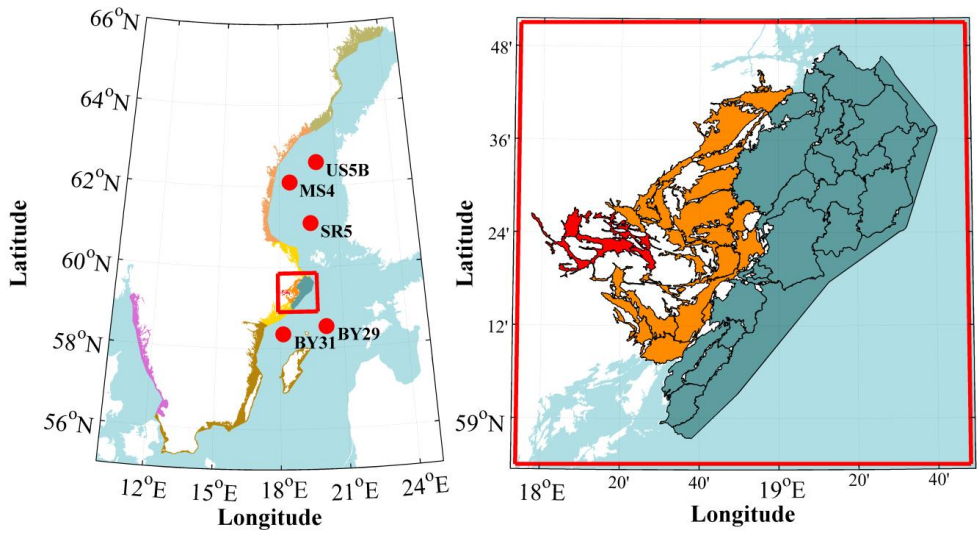 66°N
64°N
62°N
60°N
58°N
56°N
Latitude
US5B
MS4
SR5
BY31
BY29
12°E
15°E
18°E
21°E
24°E
Longitude
48'
36'
24'
12'
59°N
Latitude
18°E
20'
40'
19°E
20'
40'
Longitude